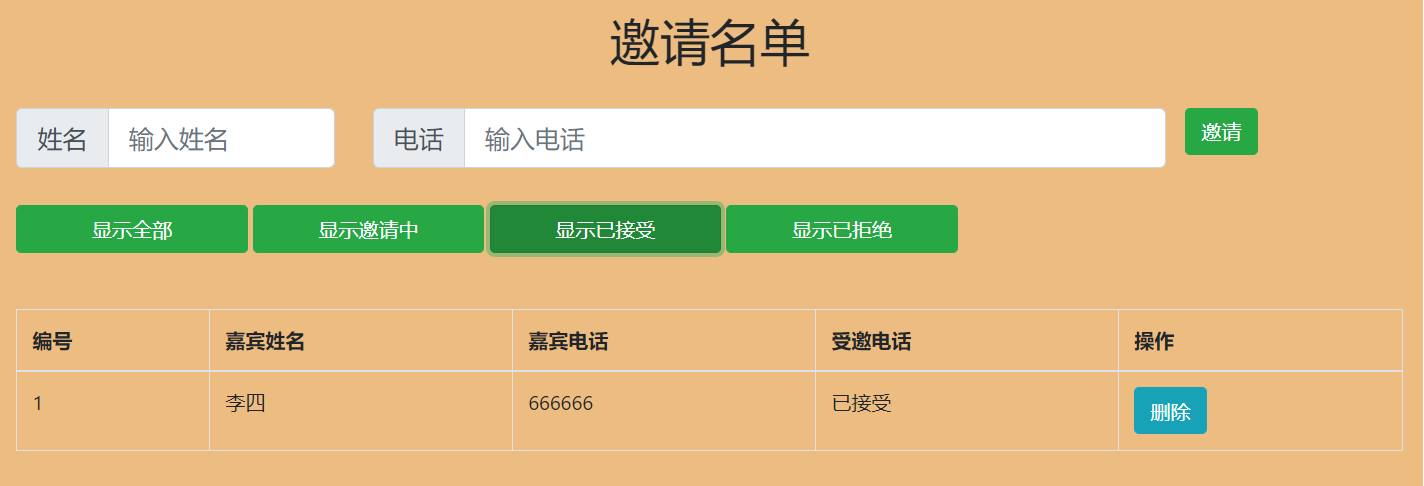 邀请名单
姓名 输入姓名 电话 输入电话 邀请
显示全部 显示邀请中 显示已接受 显示已拒绝
编号 嘉宾姓名 嘉宾电话 受邀电话 操作
1 李四 666666 已接受 删除